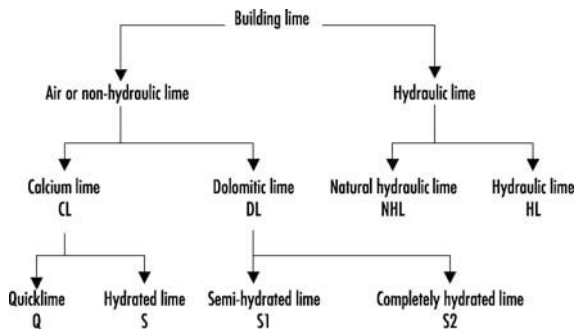 Building lime
Air or non-hydraulic lime
Hydraulic lime
Calcium lime
CL
Dolomitic lime
DL
Natural hydraulic lime
NHL
Hydraulic lime
HL
Quicklime
Q
Hydrated lime
S
Semi-hydrated lime
S1
Completely hydrated lime
S2